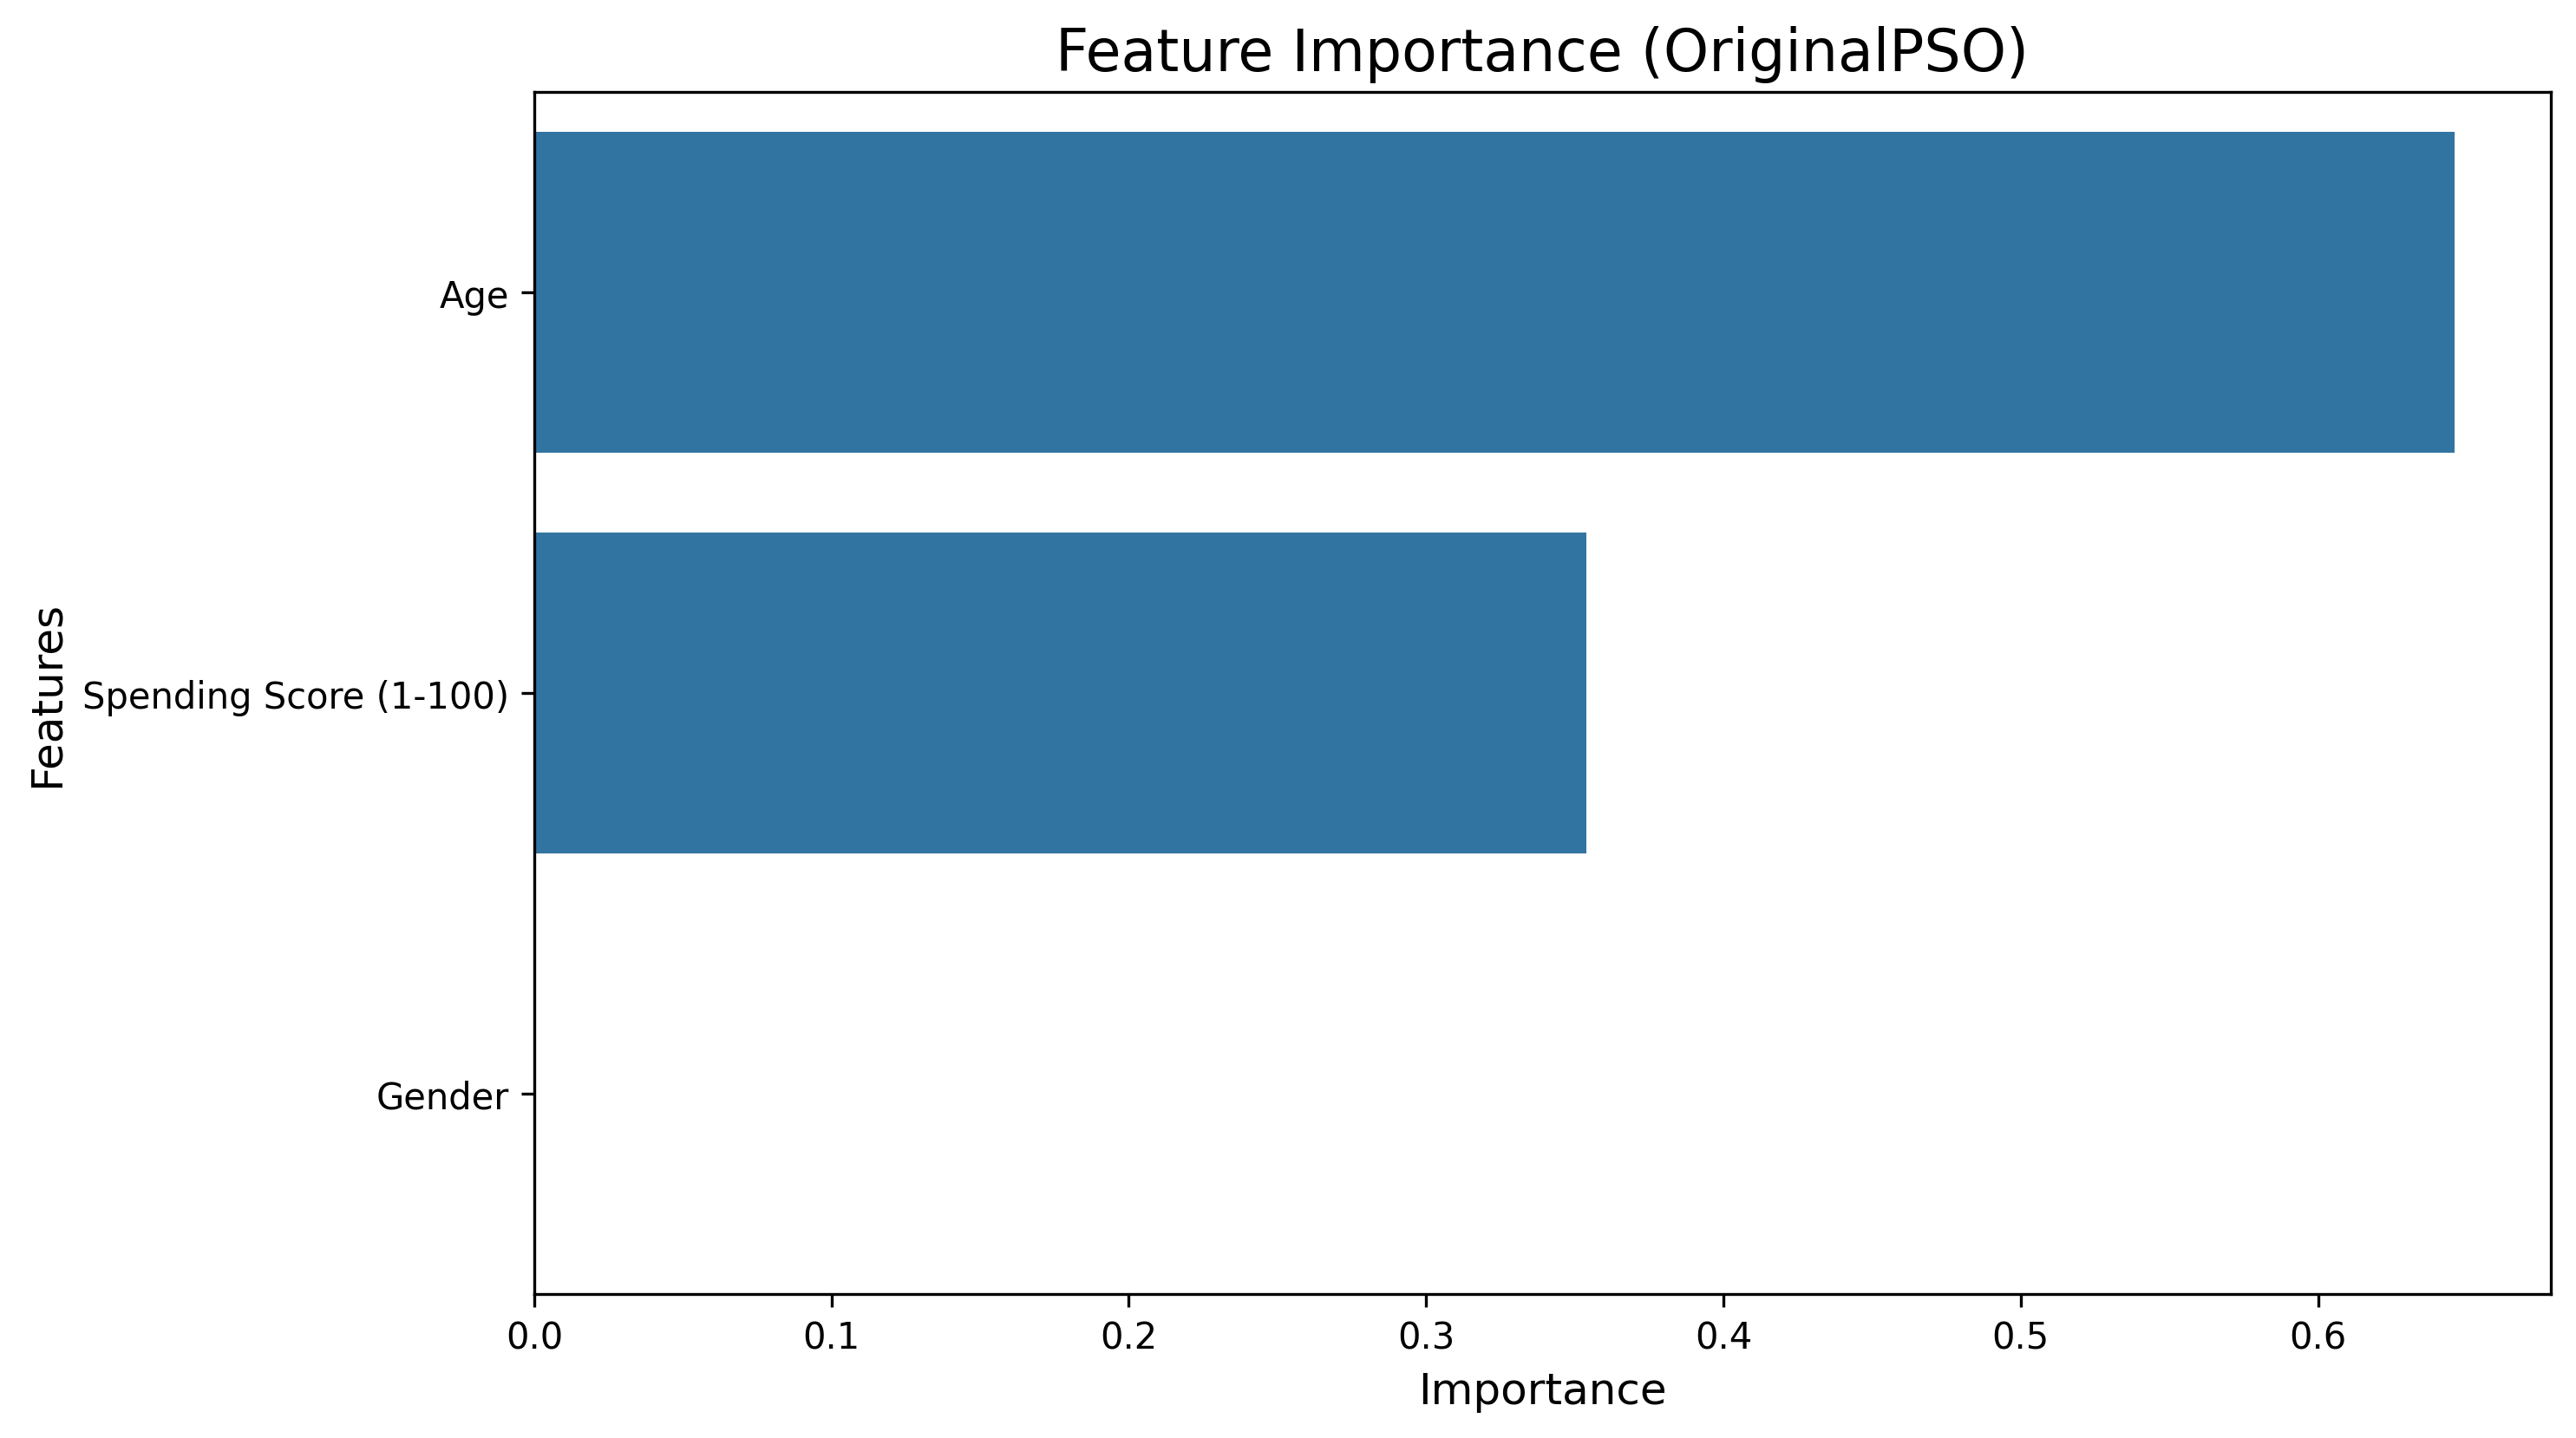 Feature Importance (OriginalPSO)
Features
Age
Spending Score (1-100)
Gender
0.0 0.1 0.2 0.3 0.4 0.5 0.6
Importance